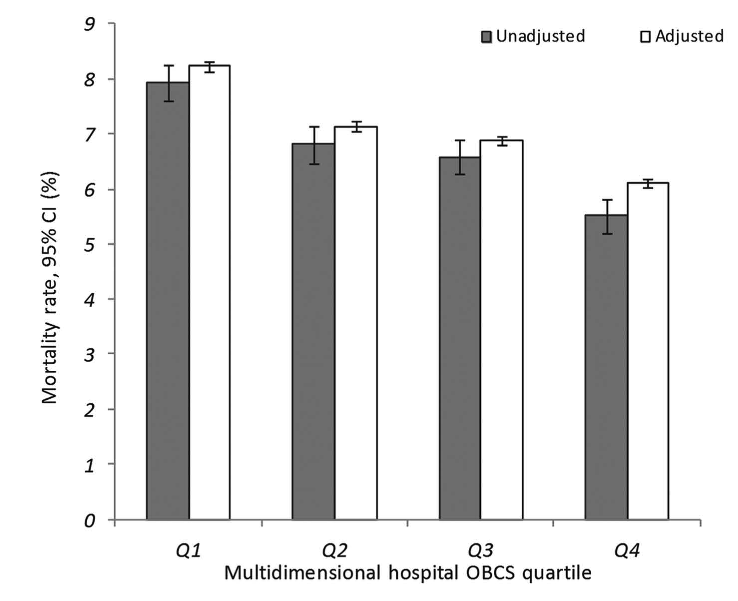 Unadjusted Adjusted
9
8
7
6
5
4
3
2
1
0
Mortality rate, 95% CI (%)
Q1 Q2 Q3 Q4
Multidimensional hospital OBCS quartile